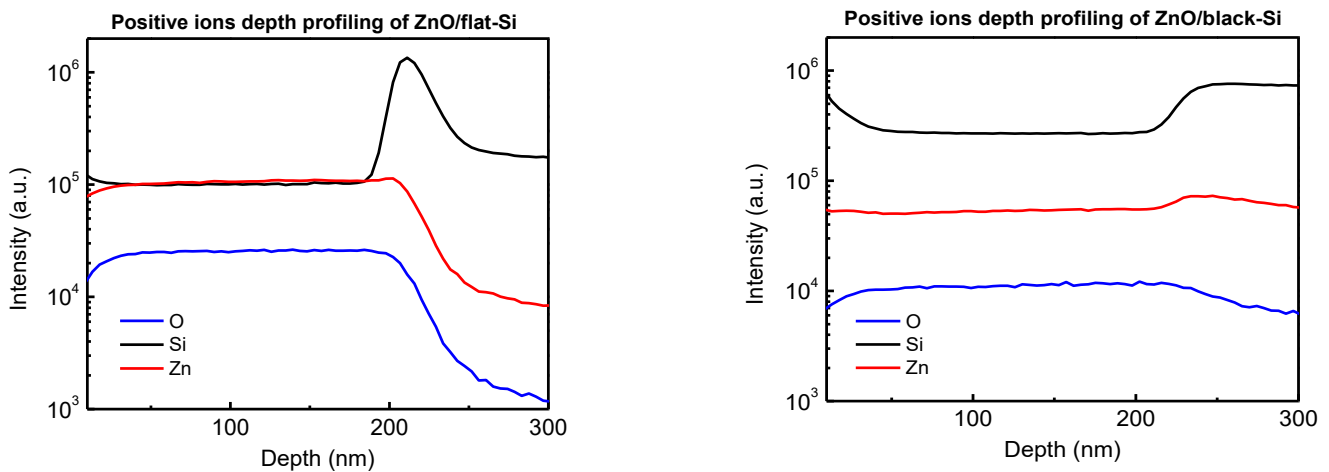 Positive ions depth profiling of ZnO/flat-Si
10^6
10^5
10^4
10^3
Intensity (a.u.)
O
Si
Zn
100
200
300
Depth (nm)
Positive ions depth profiling of ZnO/black-Si
10^6
10^5
10^4
10^3
Intensity (a.u.)
O
Si
Zn
100
200
300
Depth (nm)